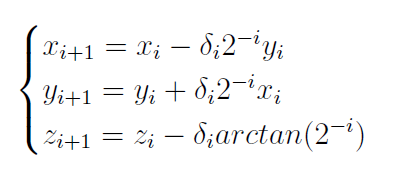 x_{i+1} = x_i − δ_i 2^{−i} y_i
y_{i+1} = y_i + δ_i 2^{−i} x_i
z_{i+1} = z_i − δ_i arctan(2^{−i})